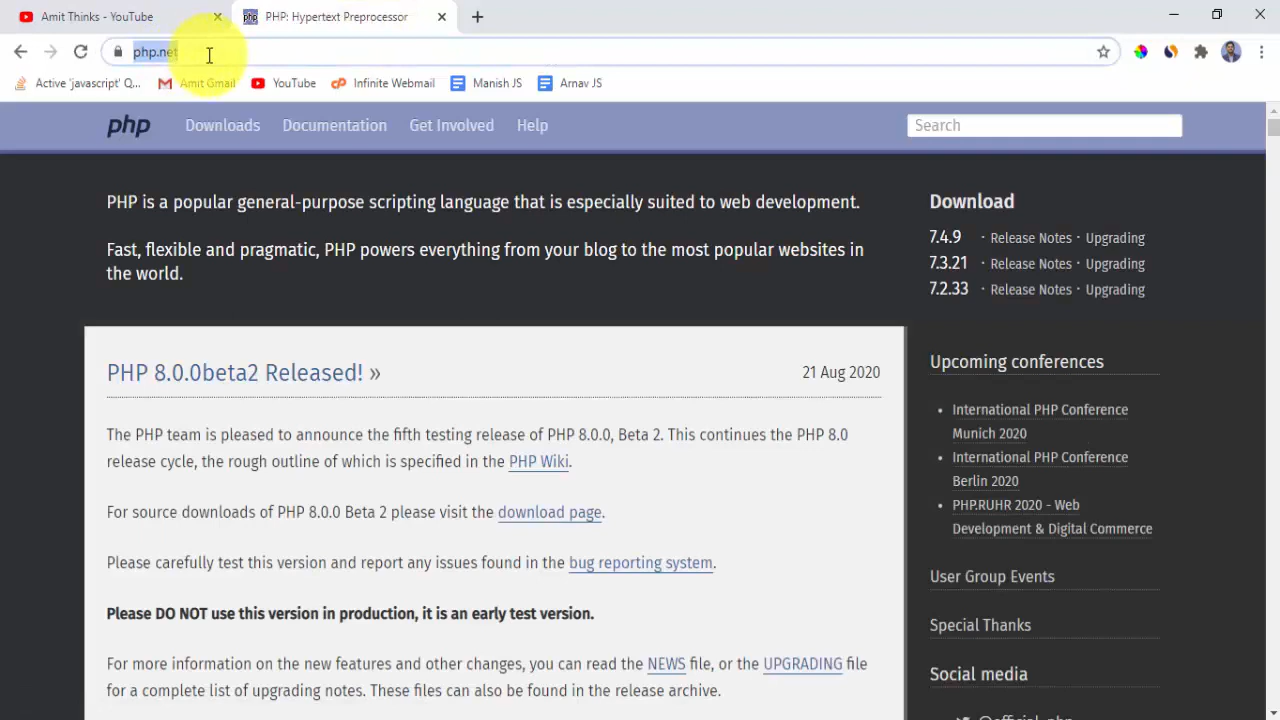 Amit Thinks - YouTube
php PHP: Hypertext Preprocessor
php.net
Active 'javascript' Q... Amit Gmail YouTube Infinite Webmail Manish JS Arnav JS
php Downloads Documentation Get Involved Help Search
PHP is a popular general-purpose scripting language that is especially suited to web development.
Fast, flexible and pragmatic, PHP powers everything from your blog to the most popular websites in
the world.
Download
7.4.9 · Release Notes · Upgrading
7.3.21 · Release Notes · Upgrading
7.2.33 · Release Notes · Upgrading
PHP 8.0.0beta2 Released! »
21 Aug 2020
The PHP team is pleased to announce the fifth testing release of PHP 8.0.0, Beta 2. This continues the PHP 8.0
release cycle, the rough outline of which is specified in the PHP Wiki.
For source downloads of PHP 8.0.0 Beta 2 please visit the download page.
Please carefully test this version and report any issues found in the bug reporting system.
Please DO NOT use this version in production, it is an early test version.
For more information on the new features and other changes, you can read the NEWS file, or the UPGRADING file
for a complete list of upgrading notes. These files can also be found in the release archive.
Upcoming conferences
• International PHP Conference
Munich 2020
• International PHP Conference
Berlin 2020
• PHP.RUHR 2020 - Web
Development & Digital Commerce
User Group Events
Special Thanks
Social media
@official_php